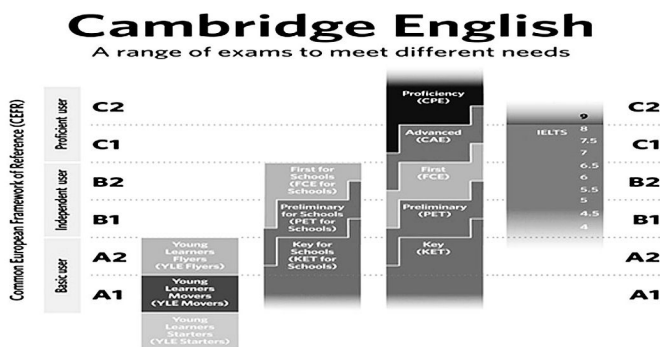 Cambridge English
A range of exams to meet different needs
Common European Framework of Reference (CEFR)
Proficient user
Independent user
Basic user
C2
C1
B2
B1
A2
A1
Young
Learners
Flyers
(YLE Flyers)
Young
Learners
Movers
(YLE Movers)
Young
Learners
Starters
(YLE Starters)
First for
Schools
(FCE for
Schools)
Preliminary
for Schools
(PET for
Schools)
Key for
Schools
(KET for
Schools)
Proficiency
(CPE)
Advanced
(CAE)
First
(FCE)
Preliminary
(PET)
Key
(KET)
IELTS
9
8
7.5
7
6.5
6
5.5
5
4.5
4
C2
C1
B2
B1
A2
A1